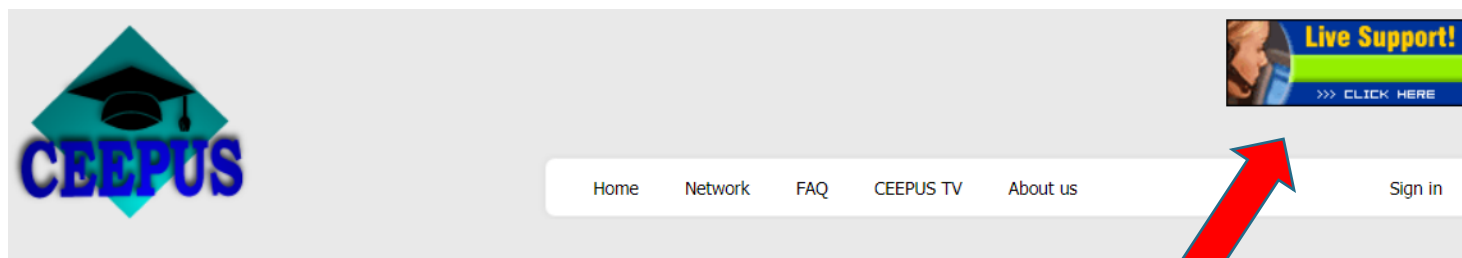 CEEPUS
Live Support!
>>> CLICK HERE
Home Network FAQ CEEPUS TV About us Sign in